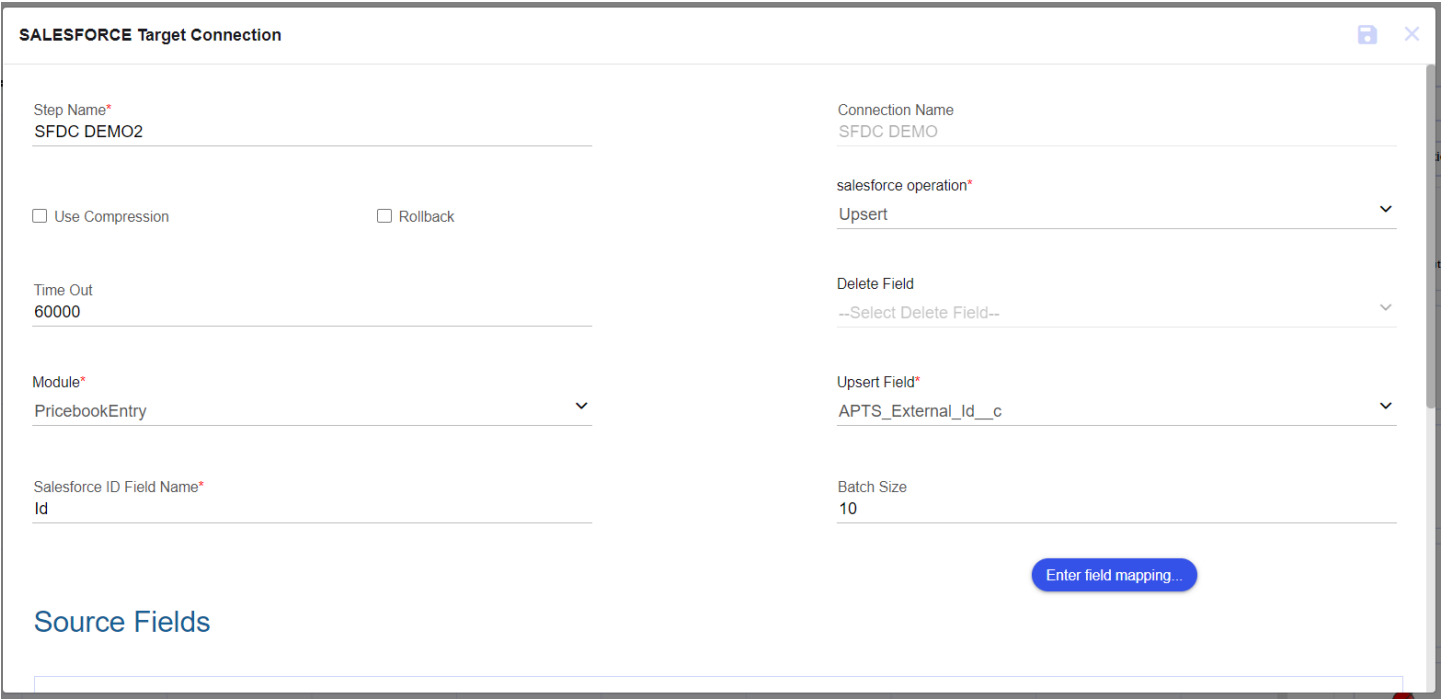 SALESFORCE Target Connection
Step Name*
SFDC DEMO2
Connection Name
SFDC DEMO
Use Compression
Rollback
salesforce operation*
Upsert
Time Out
60000
Delete Field
--Select Delete Field--
Module*
PricebookEntry
Upsert Field*
APTS_External_Id__c
Salesforce ID Field Name*
Id
Batch Size
10
Enter field mapping...
Source Fields